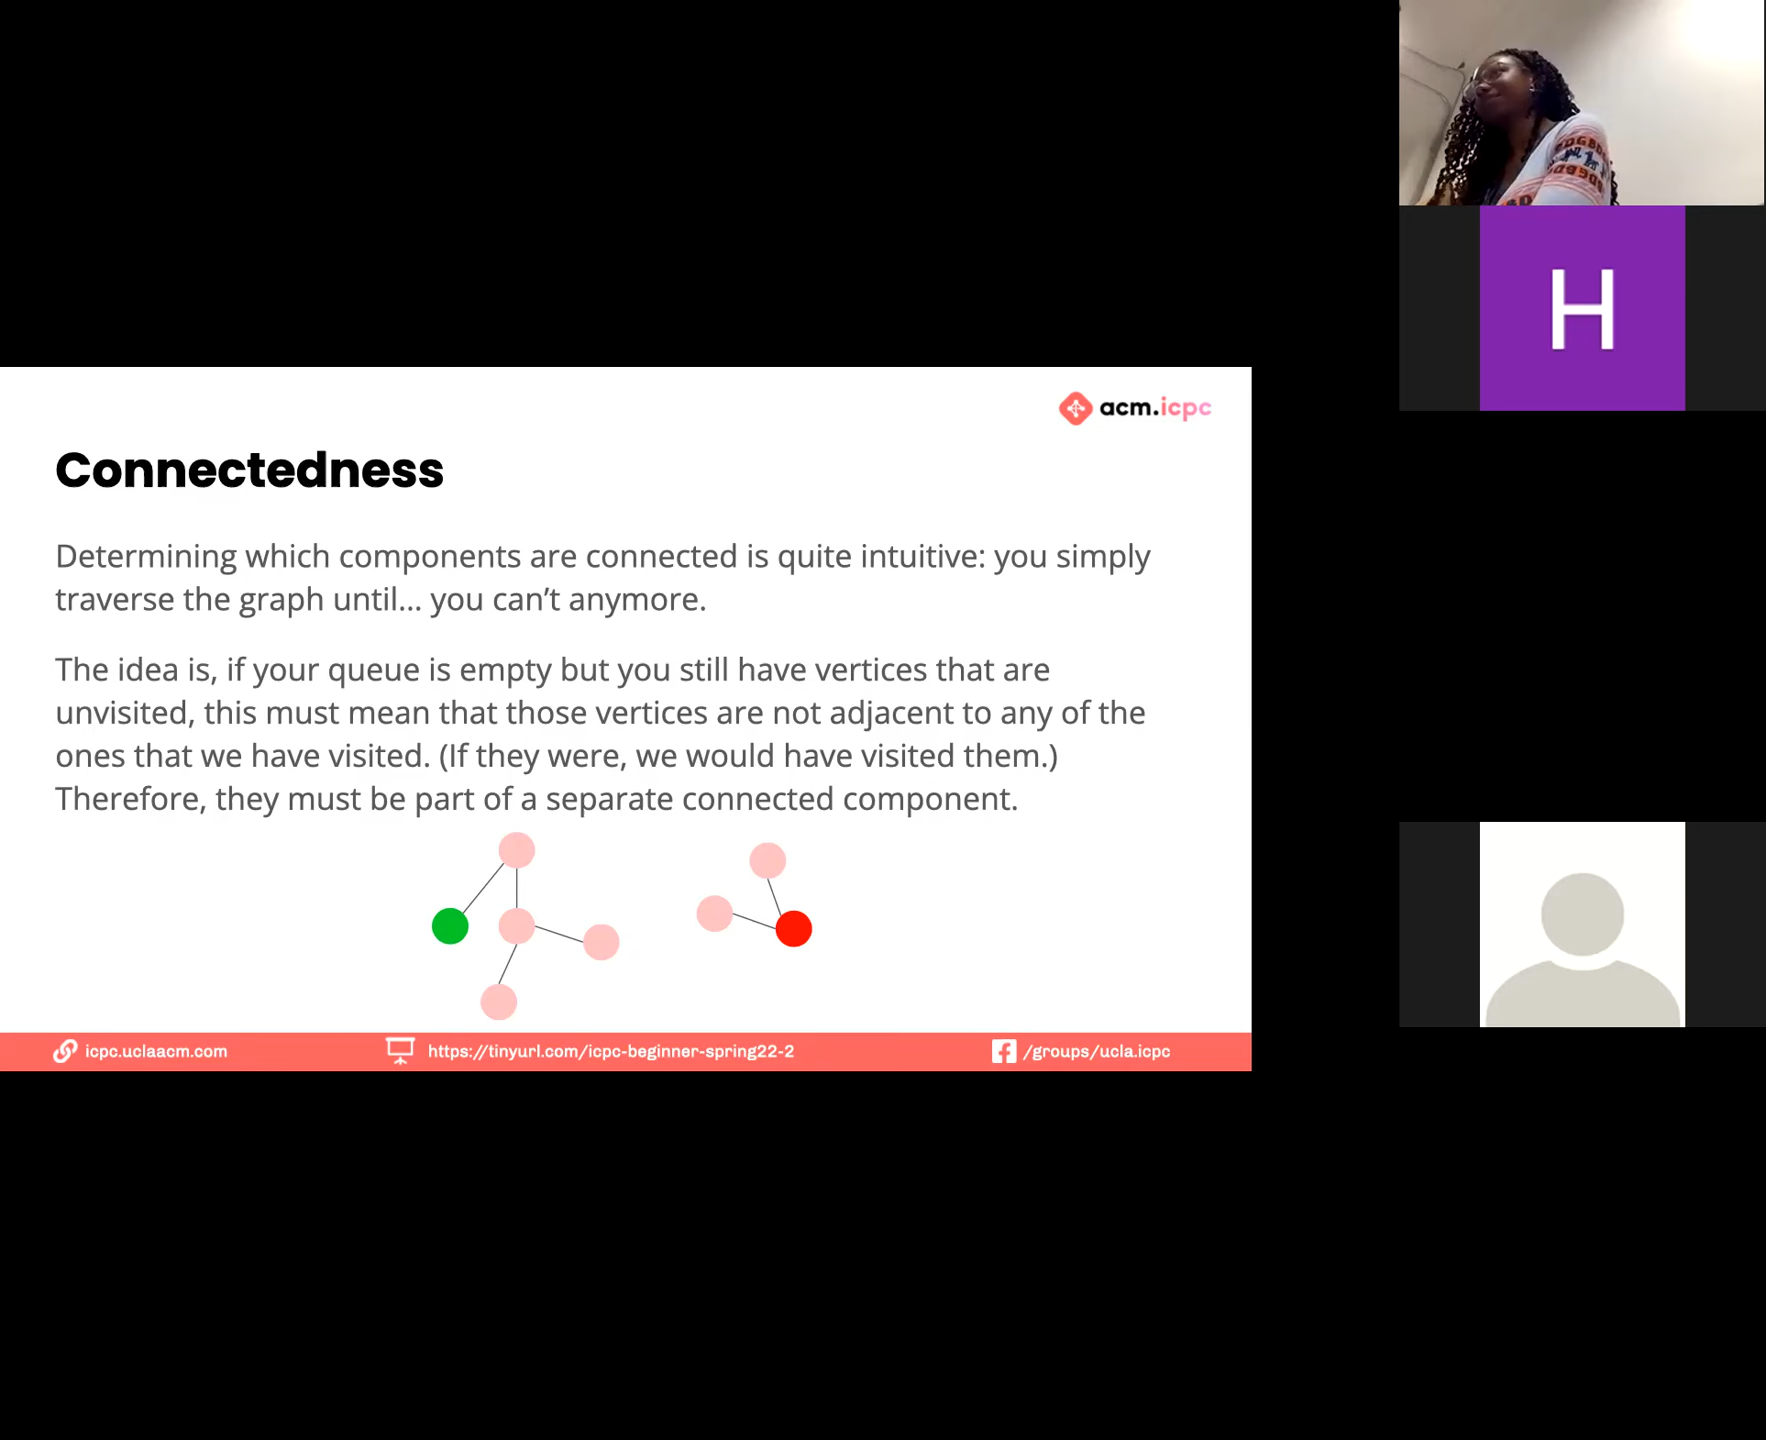 H
acm.icpc
Connectedness
Determining which components are connected is quite intuitive: you simply
traverse the graph until... you can't anymore.
The idea is, if your queue is empty but you still have vertices that are
unvisited, this must mean that those vertices are not adjacent to any of the
ones that we have visited. (If they were, we would have visited them.)
Therefore, they must be part of a separate connected component.
icpc.uclaacm.com
https://tinyurl.com/icpc-beginner-spring22-2
/groups/ucla.icpc